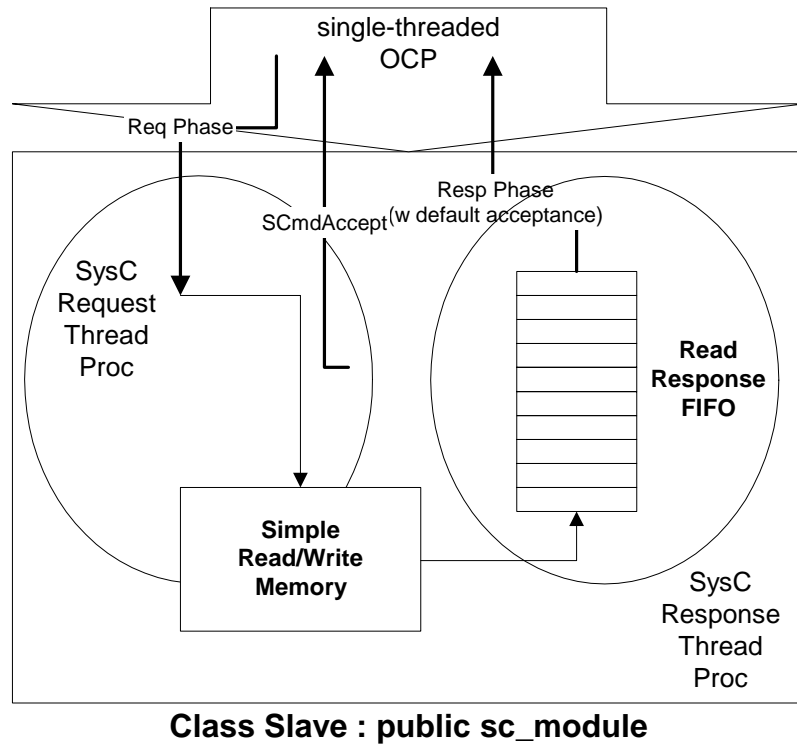 single-threaded
OCP
Req Phase
SCmdAccept
Resp Phase
(w default acceptance)
SysC
Request
Thread
Proc
Read
Response
FIFO
Simple
Read/Write
Memory
SysC
Response
Thread
Proc
Class Slave : public sc_module